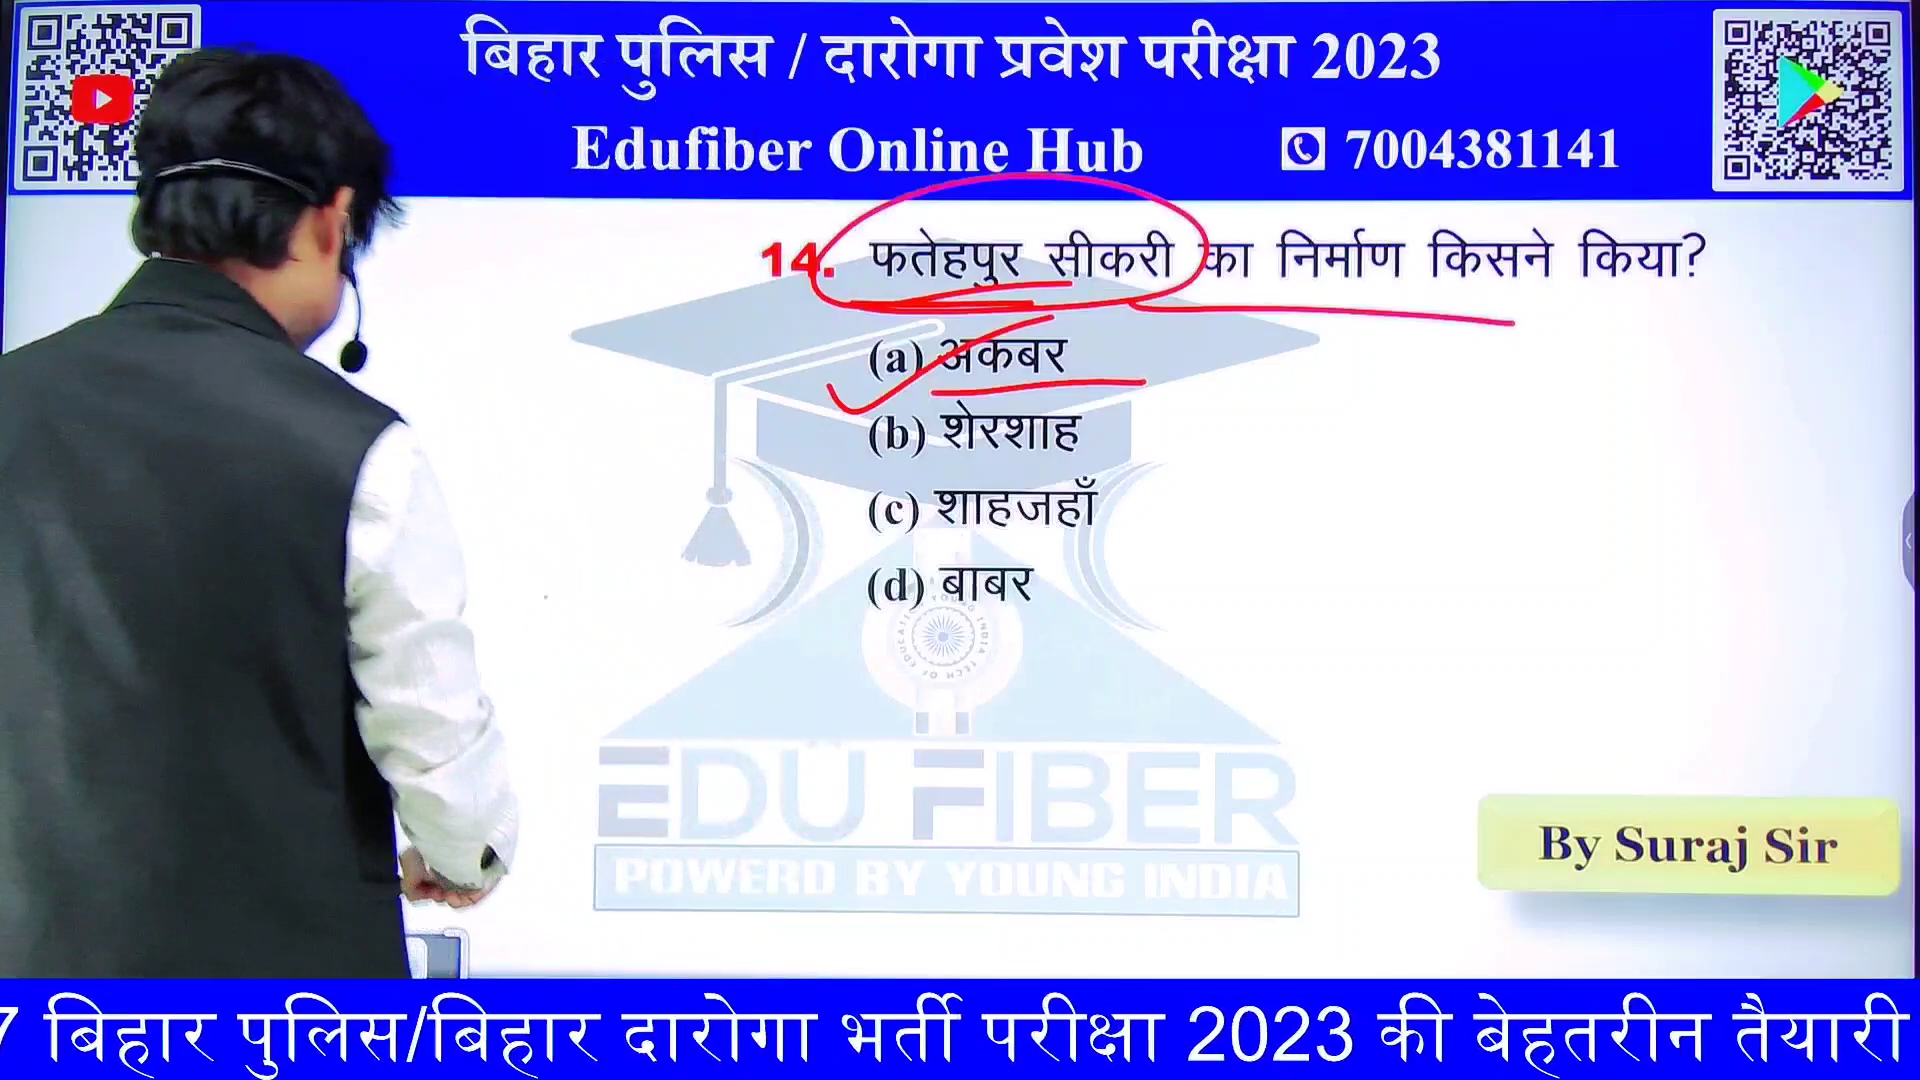 बिहार पुलिस / दारोगा प्रवेश परीक्षा 2023
Edufiber Online Hub 7004381141
14. फतेहपुर सीकरी का निर्माण किसने किया?
(a) अकबर
(b) शेरशाह
(c) शाहजहाँ
(d) बाबर
EDU FIBER
POWERD BY YOUNG INDIA
By Suraj Sir
7 बिहार पुलिस/बिहार दारोगा भर्ती परीक्षा 2023 की बेहतरीन तैयारी